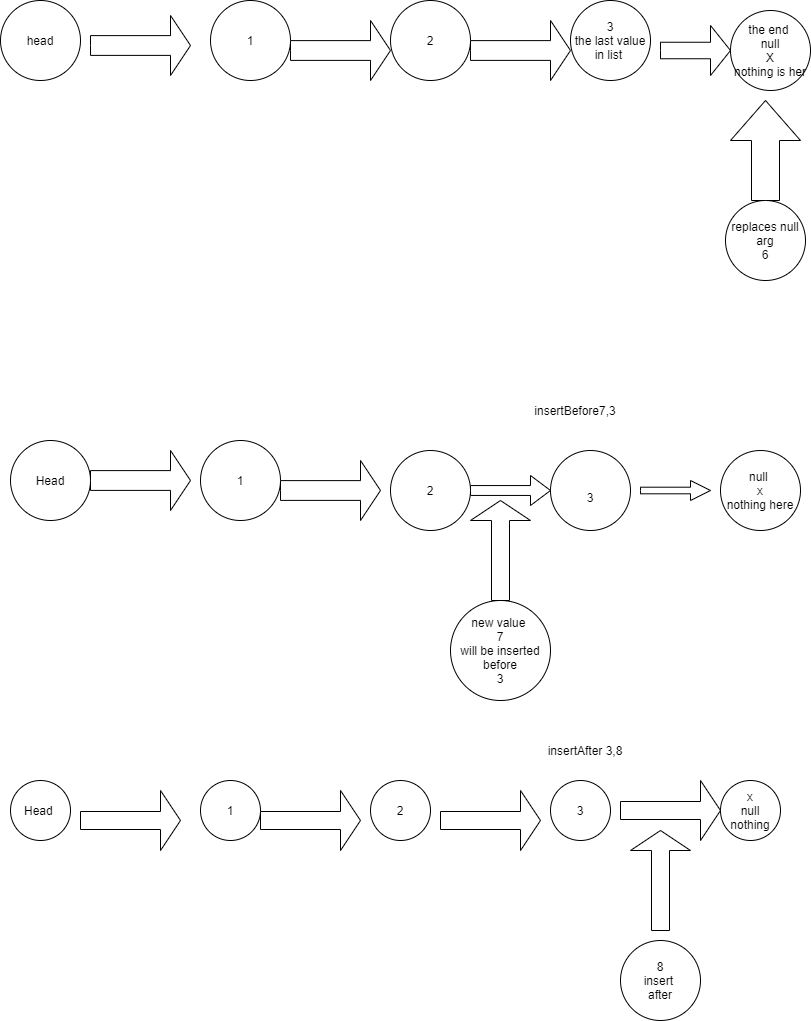 head
1
2
3
the last value
in list
the end
null
X
nothing is her
replaces null
arg
6
insertBefore7,3
Head
1
2
3
null
x
nothing here
new value
7
will be inserted
before
3
insertAfter 3,8
Head
1
2
3
x
null
nothing
8
insert
after